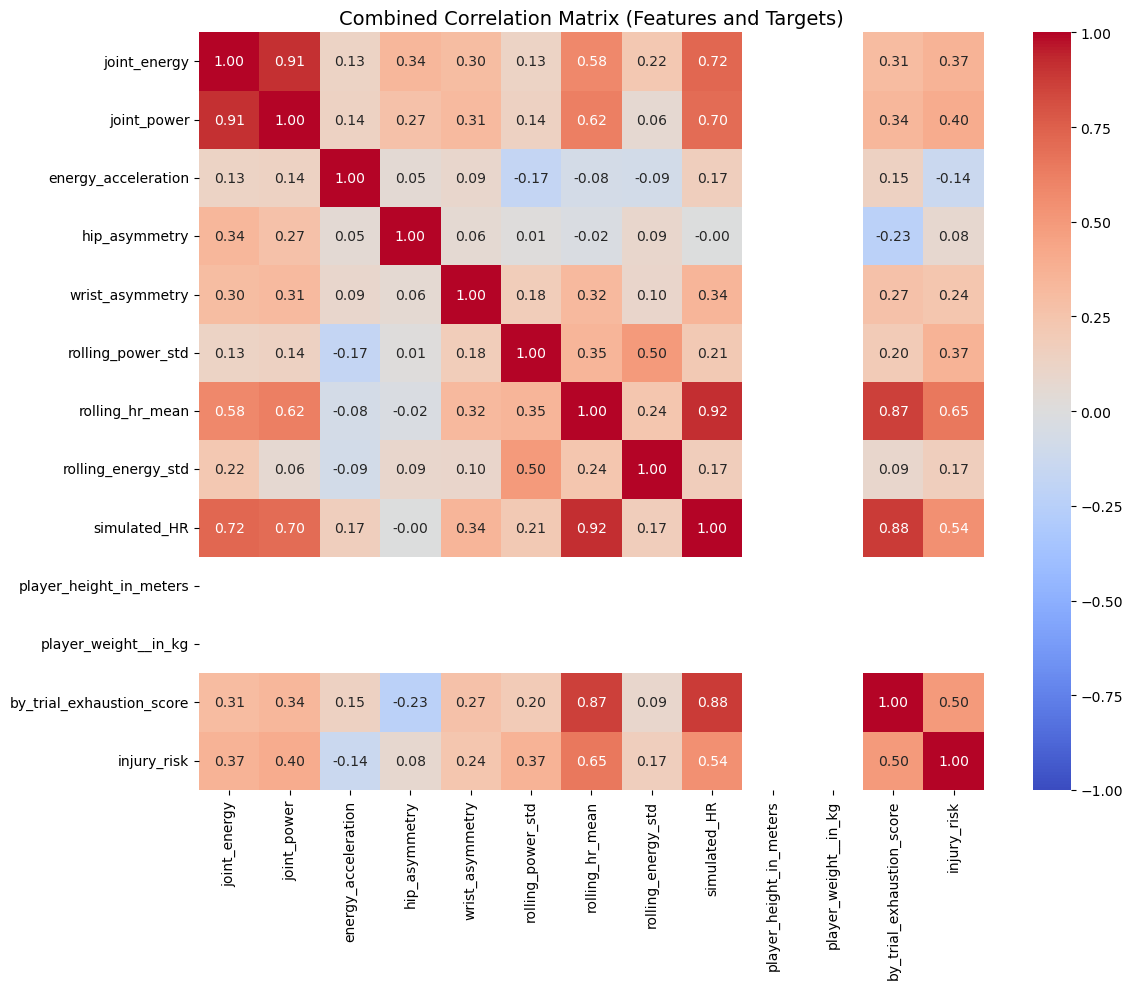 Combined Correlation Matrix (Features and Targets)
joint_energy 1.00 0.91 0.13 0.34 0.30 0.13 0.58 0.22 0.72 0.31 0.37
joint_power 0.91 1.00 0.14 0.27 0.31 0.14 0.62 0.06 0.70 0.34 0.40
energy_acceleration 0.13 0.14 1.00 0.05 0.09 -0.17 -0.08 -0.09 0.17 0.15 -0.14
hip_asymmetry 0.34 0.27 0.05 1.00 0.06 0.01 -0.02 0.09 -0.00 -0.23 0.08
wrist_asymmetry 0.30 0.31 0.09 0.06 1.00 0.18 0.32 0.10 0.34 0.27 0.24
rolling_power_std 0.13 0.14 -0.17 0.01 0.18 1.00 0.35 0.50 0.21 0.20 0.37
rolling_hr_mean 0.58 0.62 -0.08 -0.02 0.32 0.35 1.00 0.24 0.92 0.87 0.65
rolling_energy_std 0.22 0.06 -0.09 0.09 0.10 0.50 0.24 1.00 0.17 0.09 0.17
simulated_HR 0.72 0.70 0.17 -0.00 0.34 0.21 0.92 0.17 1.00 0.88 0.54
player_height_in_meters
player_weight__in_kg
by_trial_exhaustion_score 0.31 0.34 0.15 -0.23 0.27 0.20 0.87 0.09 0.88 1.00 0.50
injury_risk 0.37 0.40 -0.14 0.08 0.24 0.37 0.65 0.17 0.54 0.50 1.00
joint_energy
joint_power
energy_acceleration
hip_asymmetry
wrist_asymmetry
rolling_power_std
rolling_hr_mean
rolling_energy_std
simulated_HR
player_height_in_meters
player_weight__in_kg
by_trial_exhaustion_score
injury_risk
1.00
0.75
0.50
0.25
0.00
−0.25
−0.50
−0.75
−1.00